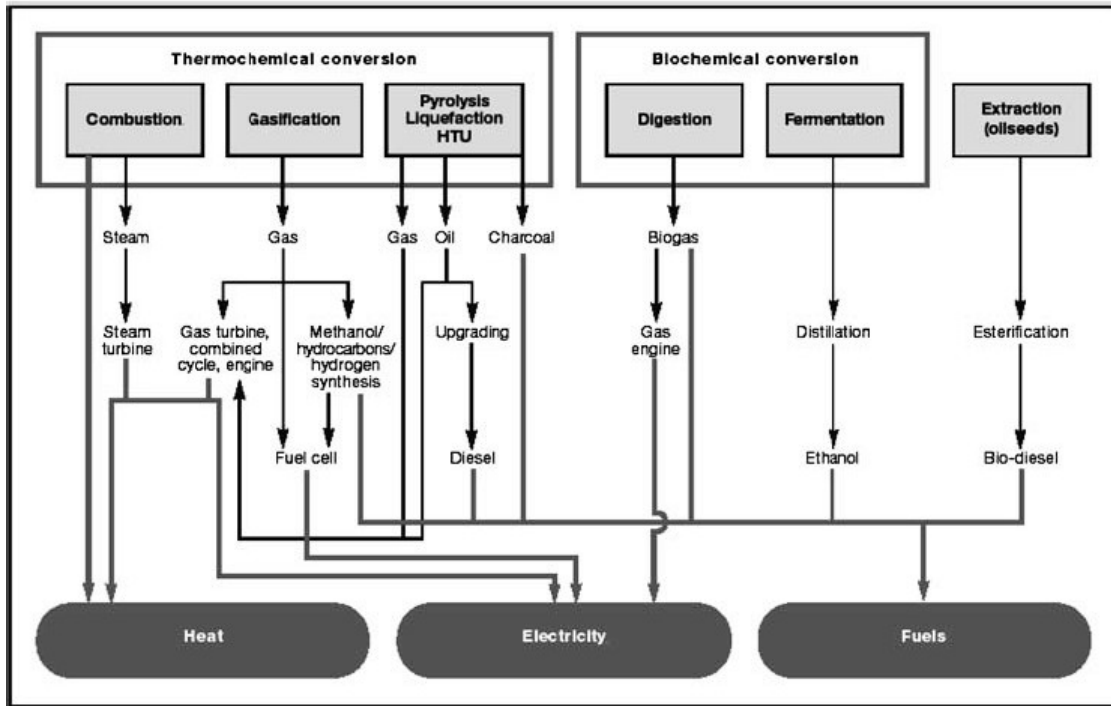 Thermochemical conversion
Biochemical conversion
Combustion
Gasification
Pyrolysis
Liquefaction
HTU
Digestion
Fermentation
Extraction
(oilseeds)
Steam
Gas
Gas
Oil
Charcoal
Biogas
Steam
turbine
Gas turbine,
combined
cycle, engine
Methanol/
hydrocarbons/
hydrogen
synthesis
Upgrading
Gas
engine
Distillation
Esterification
Fuel cell
Diesel
Ethanol
Bio-diesel
Heat
Electricity
Fuels